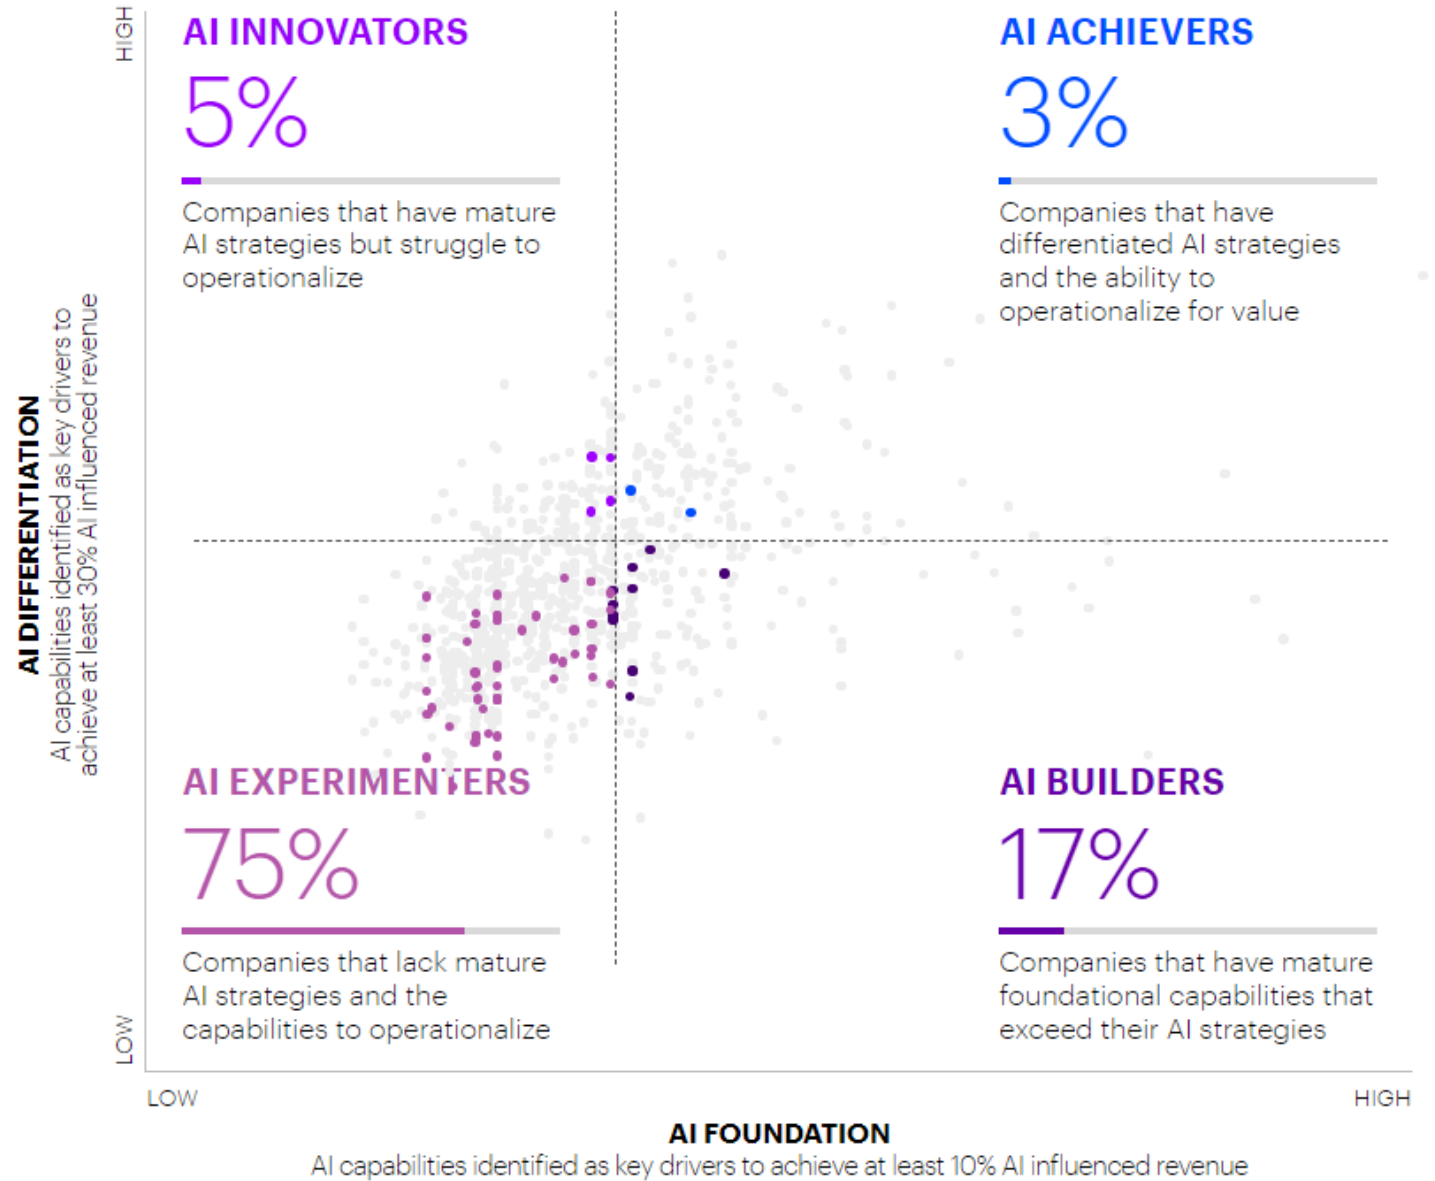 HIGH
AI INNOVATORS
5%
Companies that have mature
AI strategies but struggle to
operationalize
AI ACHIEVERS
3%
Companies that have
differentiated AI strategies
and the ability to
operationalize for value
AI DIFFERENTIATION
AI capabilities identified as key drivers to
achieve at least 30% AI influenced revenue
AI EXPERIMENTERS
75%
Companies that lack mature
AI strategies and the
capabilities to operationalize
AI BUILDERS
17%
Companies that have mature
foundational capabilities that
exceed their AI strategies
LOW
LOW
HIGH
AI FOUNDATION
AI capabilities identified as key drivers to achieve at least 10% AI influenced revenue